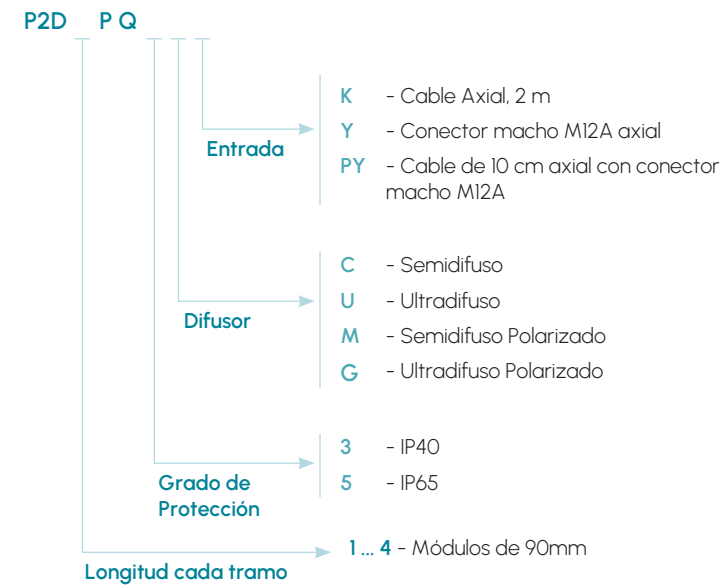 P2D P Q
K - Cable Axial, 2 m
Y - Conector macho M12A axial
Entrada
PY - Cable de 10 cm axial con conector
macho M12A
C - Semidifuso
U - Ultradifuso
Difusor
M - Semidifuso Polarizado
G - Ultradifuso Polarizado
3 - IP40
5 - IP65
Grado de
Protección
1 ... 4 - Módulos de 90mm
Longitud cada tramo